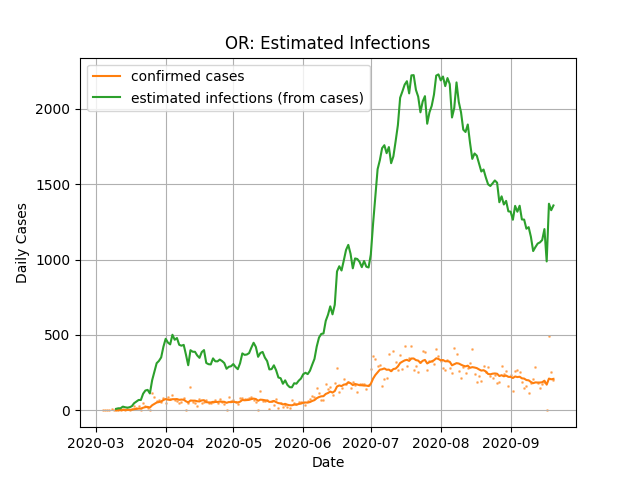 OR: Estimated Infections
confirmed cases
estimated infections (from cases)
Daily Cases
2000
1500
1000
500
0
2020-03 2020-04 2020-05 2020-06 2020-07 2020-08 2020-09
Date